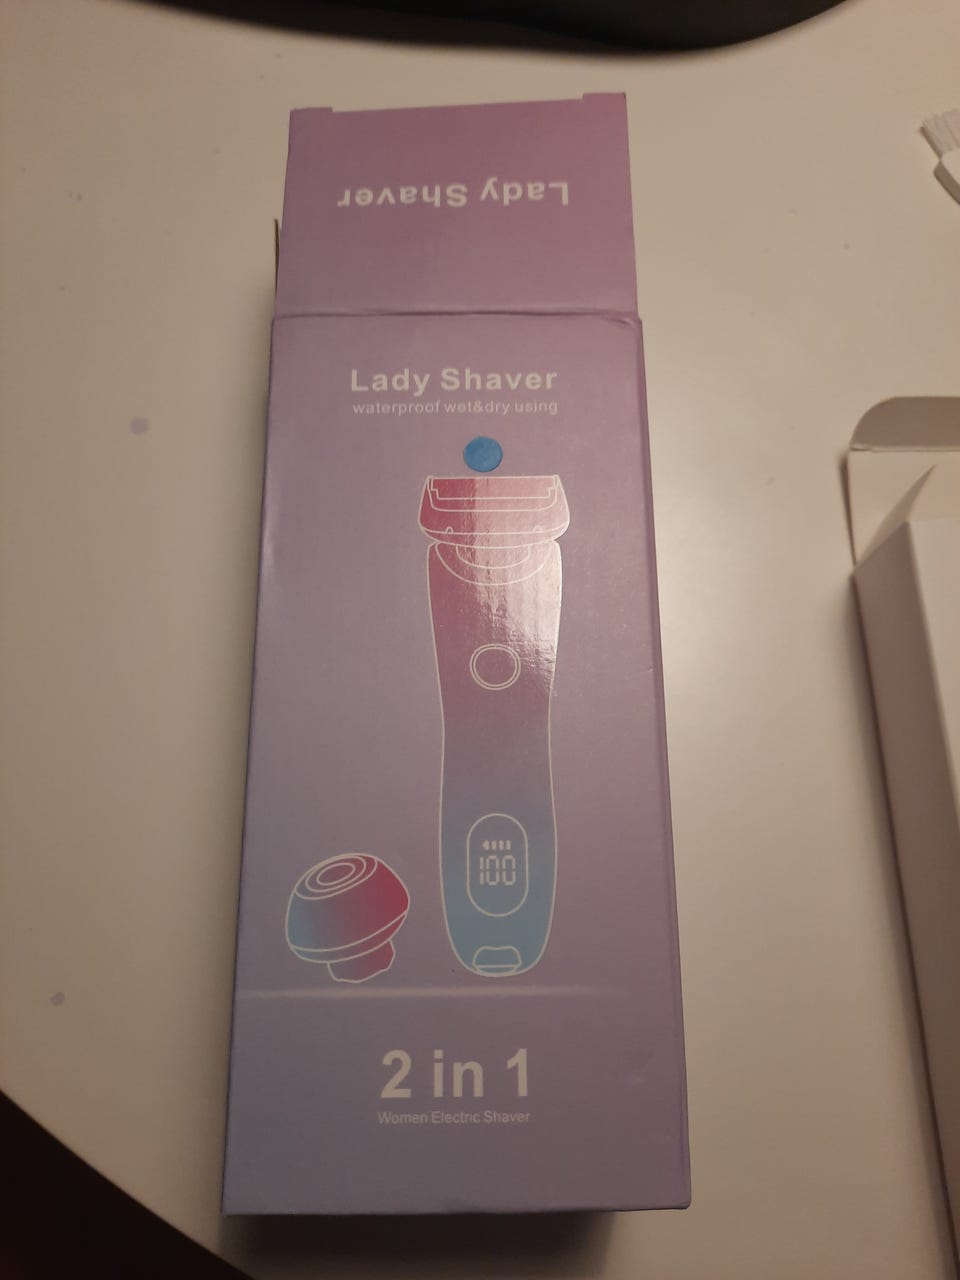 Lady Shaver
Lady Shaver
waterproof wet&dry using
100
2 in 1
Women Electric Shaver